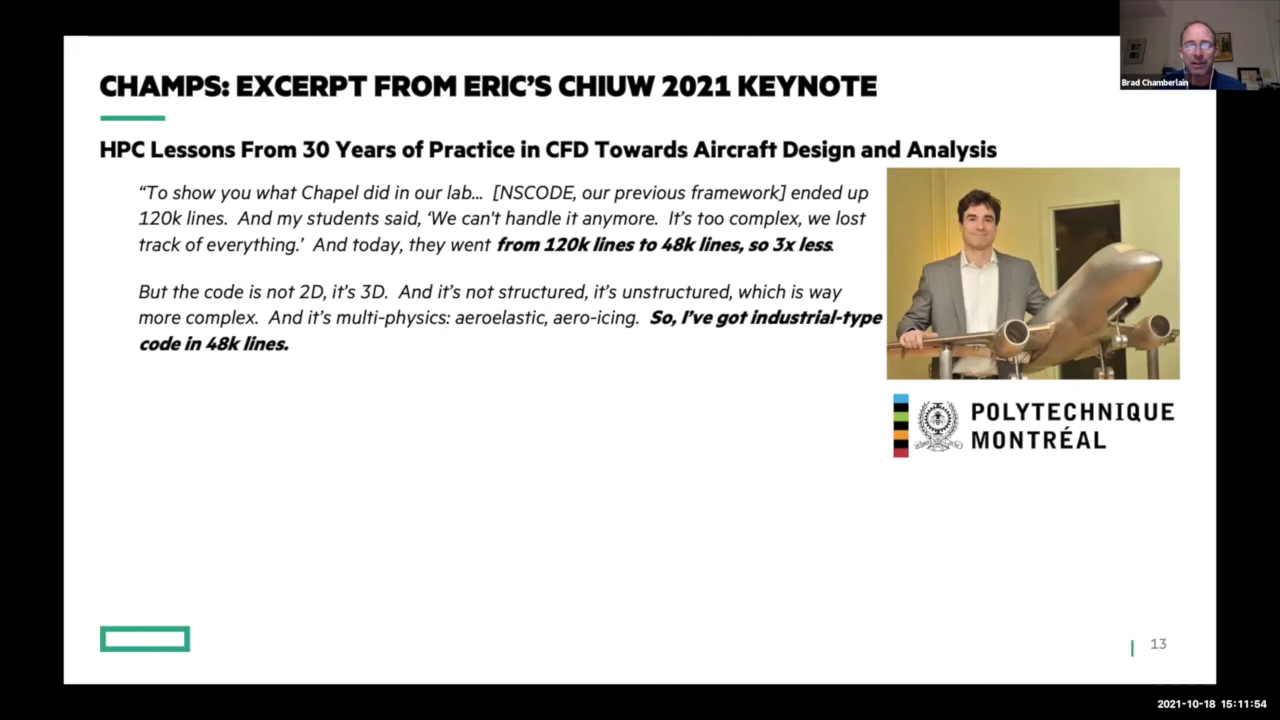 CHAMPS: EXCERPT FROM ERIC'S CHIUW 2021 KEYNOTE
Brad Chamberlain
HPC Lessons From 30 Years of Practice in CFD Towards Aircraft Design and Analysis
“To show you what Chapel did in our lab... [NSCODE, our previous framework] ended up
120k lines. And my students said, ‘We can't handle it anymore. It's too complex, we lost
track of everything.’ And today, they went from 120k lines to 48k lines, so 3x less.
But the code is not 2D, it's 3D. And it's not structured, it's unstructured, which is way
more complex. And it's multi-physics: aeroelastic, aero-icing. So, I've got industrial-type
code in 48k lines.
POLYTECHNIQUE
MONTRÉAL
13
2021-10-18 15:11:54